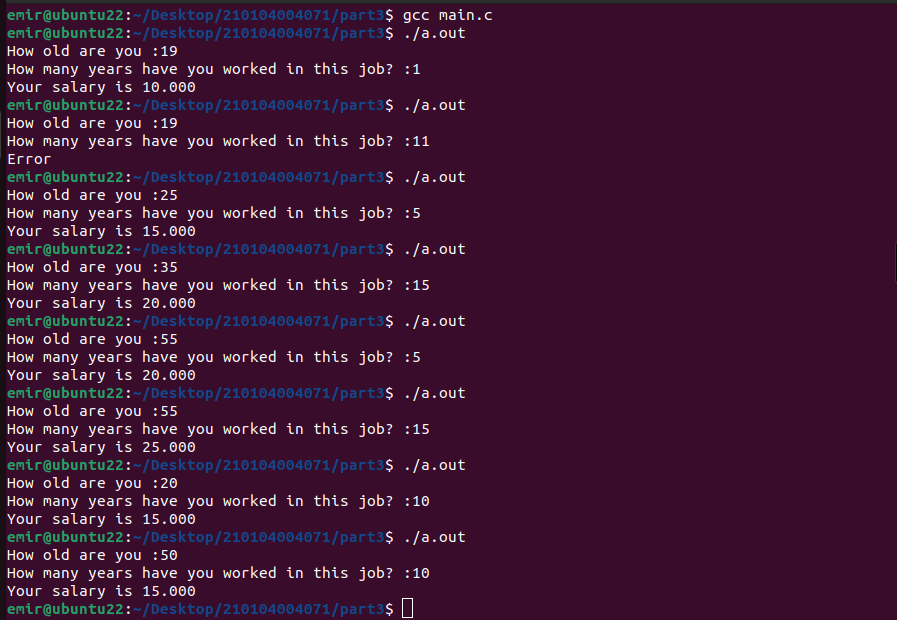 emir@ubuntu22:~/Desktop/210104004071/part3$ gcc main.c
emir@ubuntu22:~/Desktop/210104004071/part3$ ./a.out
How old are you :19
How many years have you worked in this job? :1
Your salary is 10.000
emir@ubuntu22:~/Desktop/210104004071/part3$ ./a.out
How old are you :19
How many years have you worked in this job? :11
Error
emir@ubuntu22:~/Desktop/210104004071/part3$ ./a.out
How old are you :25
How many years have you worked in this job? :5
Your salary is 15.000
emir@ubuntu22:~/Desktop/210104004071/part3$ ./a.out
How old are you :35
How many years have you worked in this job? :15
Your salary is 20.000
emir@ubuntu22:~/Desktop/210104004071/part3$ ./a.out
How old are you :55
How many years have you worked in this job? :5
Your salary is 20.000
emir@ubuntu22:~/Desktop/210104004071/part3$ ./a.out
How old are you :55
How many years have you worked in this job? :15
Your salary is 25.000
emir@ubuntu22:~/Desktop/210104004071/part3$ ./a.out
How old are you :20
How many years have you worked in this job? :10
Your salary is 15.000
emir@ubuntu22:~/Desktop/210104004071/part3$ ./a.out
How old are you :50
How many years have you worked in this job? :10
Your salary is 15.000
emir@ubuntu22:~/Desktop/210104004071/part3$